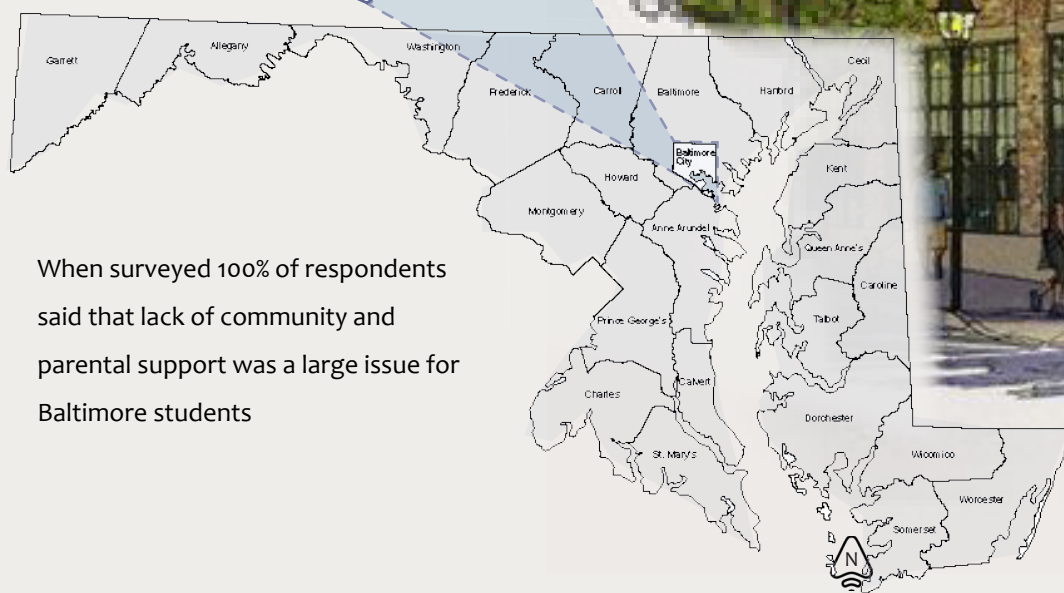 Garrett
Allegany
Washington
Frederick
Carroll
Baltimore
Harford
Cecil
Baltimore
City
Howard
Kent
Montgomery
Anne Arundel
Queen Anne's
Caroline
Talbot
Prince George's
Calvert
Charles
Dorchester
St. Mary's
Wicomico
Worcester
Somerset
N
When surveyed 100% of respondents
said that lack of community and
parental support was a large issue for
Baltimore students